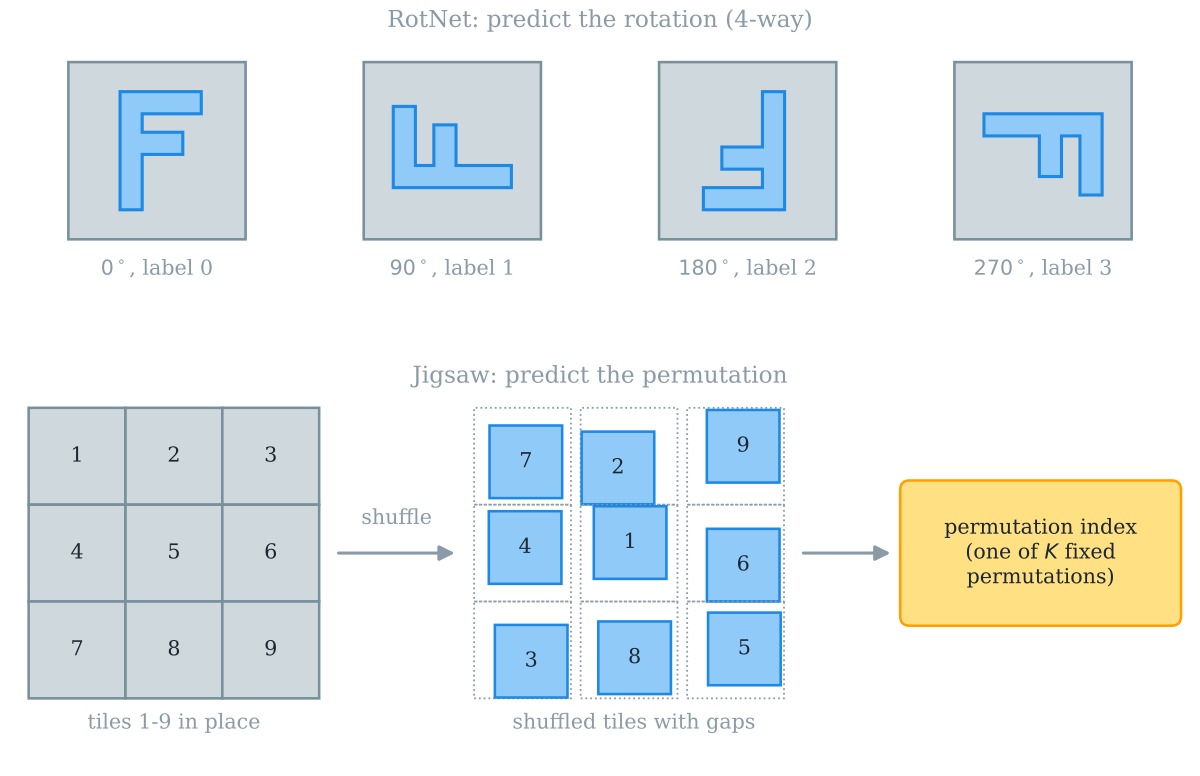 RotNet: predict the rotation (4-way)
0°, label 0
90°, label 1
180°, label 2
270°, label 3
Jigsaw: predict the permutation
1 2 3
4 5 6
7 8 9
tiles 1-9 in place
shuffle
7 2 9
4 1 6
3 8 5
shuffled tiles with gaps
permutation index
(one of K fixed
permutations)